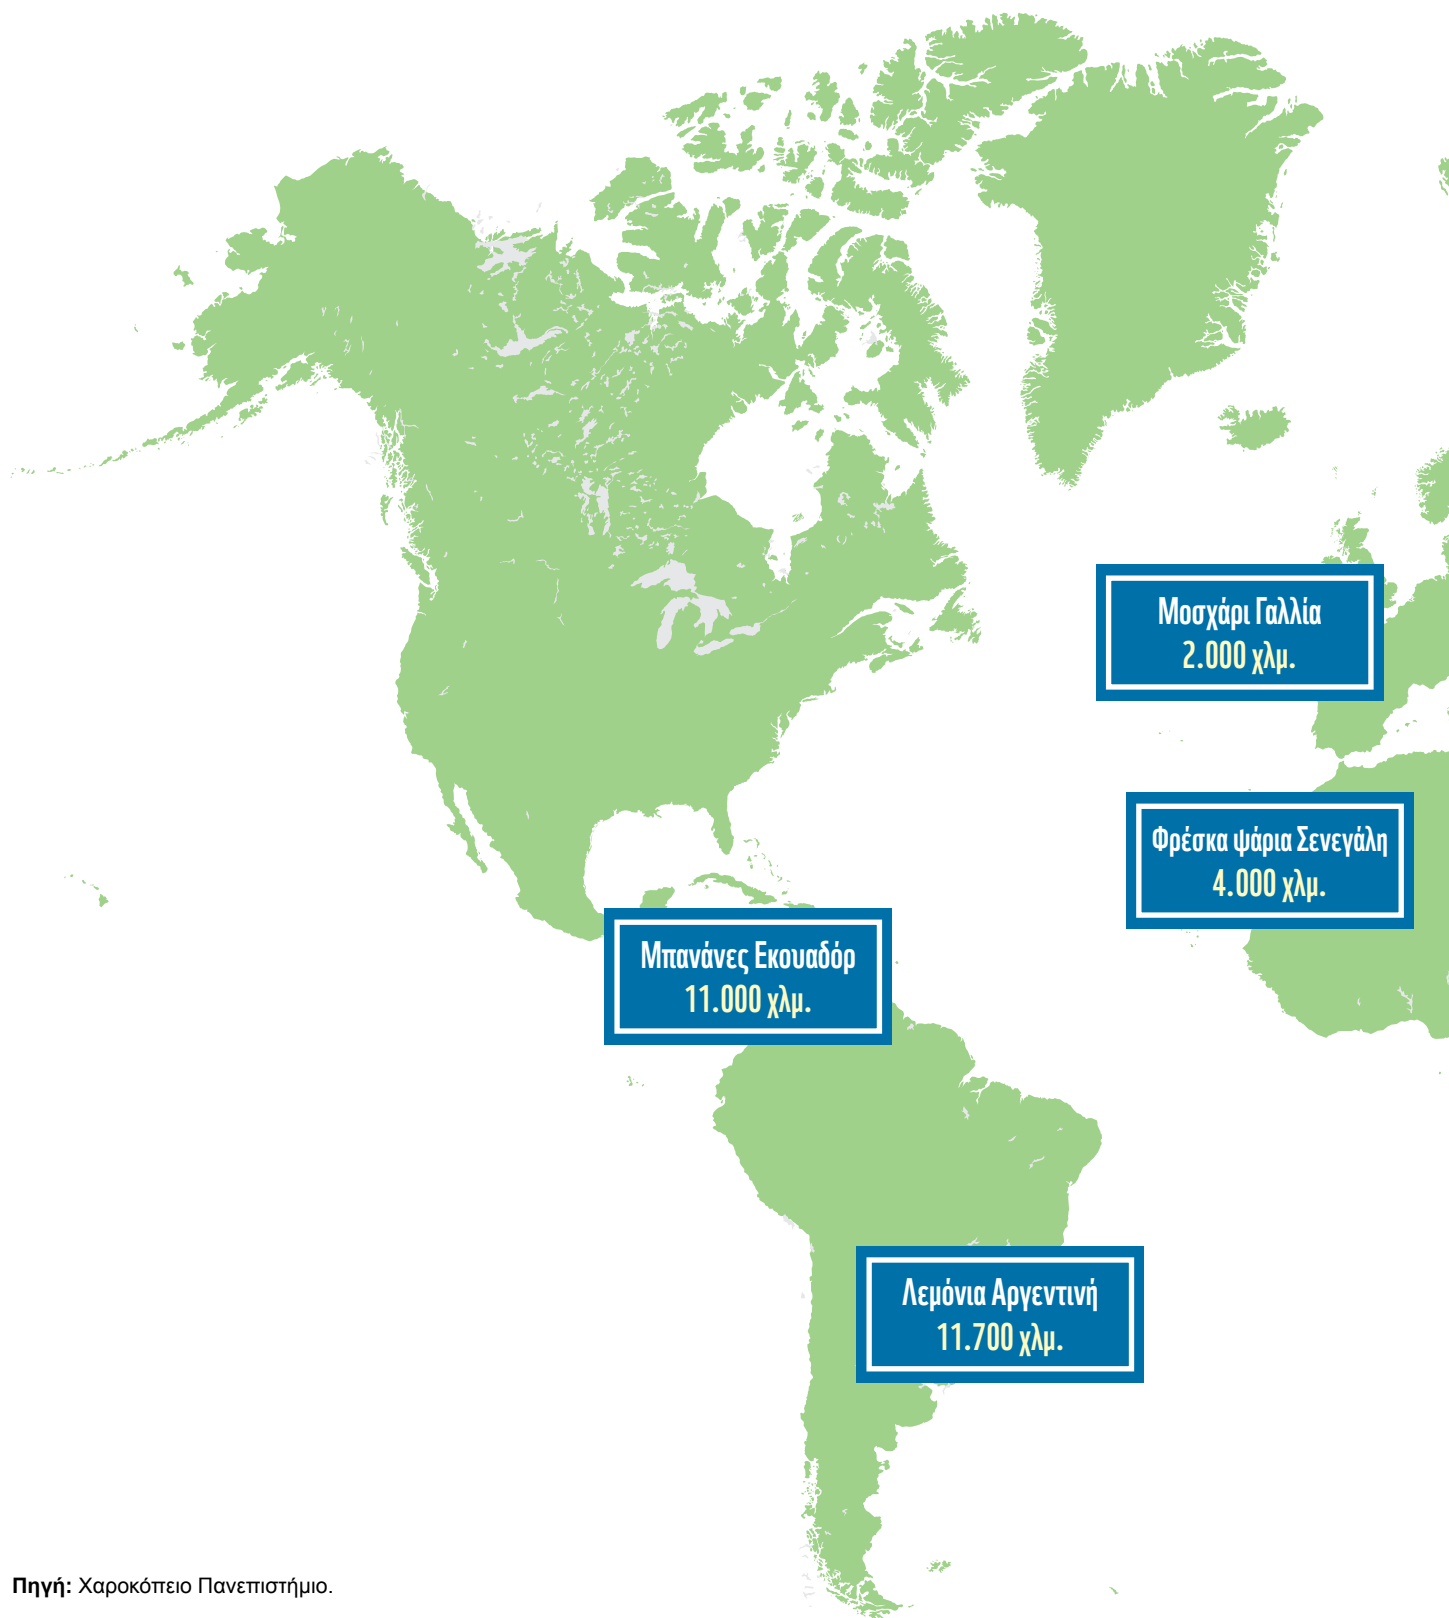 Μοσχάρι Γαλλία
2.000 χλμ.
Φρέσκα ψάρια Σενεγάλη
4.000 χλμ.
Μπανάνες Εκουαδόρ
11.000 χλμ.
Λεμόνια Αργεντινή
11.700 χλμ.
Πηγή: Χαροκόπειο Πανεπιστήμιο.